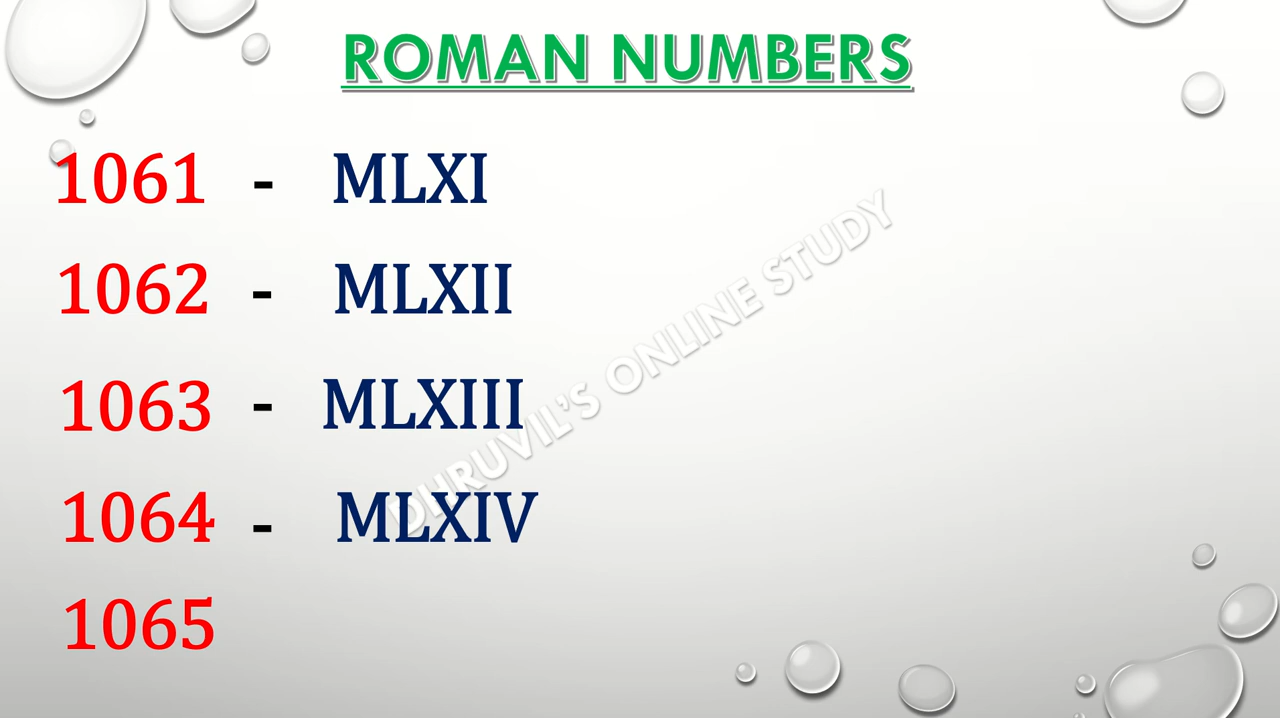 ROMAN NUMBERS
1061 - MLXI
1062 - MLXII
1063 - MLXIII
1064 - MLXIV
1065
DHRUVIL'S ONLINE STUDY